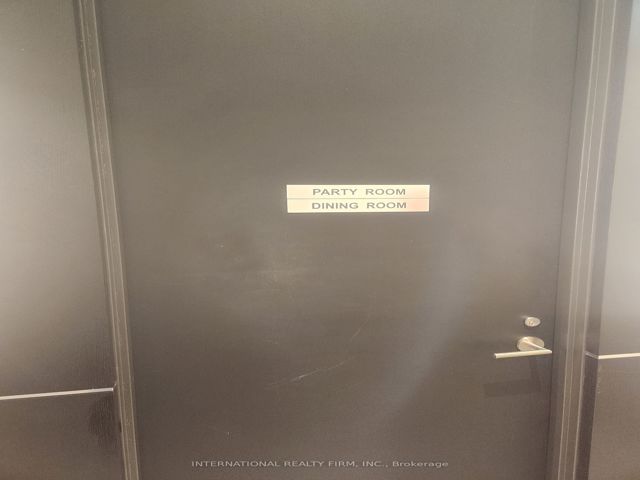 PARTY ROOM
DINING ROOM
INTERNATIONAL REALTY FIRM, INC., Brokerage